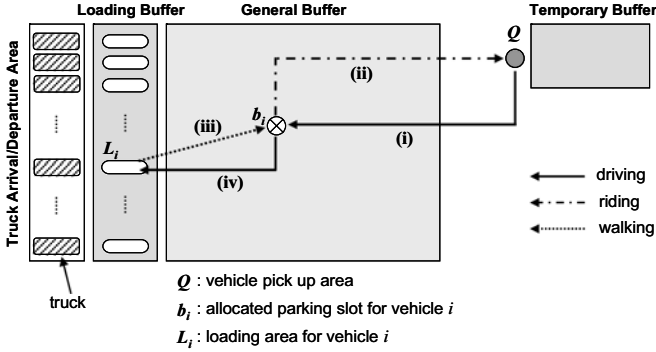 Loading Buffer
General Buffer
Temporary Buffer
Truck Arrival/Departure Area
Q
(ii)
b_i
(iii)
(i)
L_i
(iv)
driving
riding
walking
truck
Q : vehicle pick up area
b_i : allocated parking slot for vehicle i
L_i : loading area for vehicle i